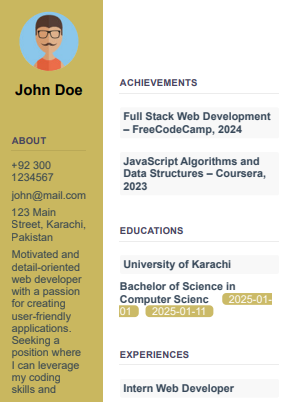 John Doe
ABOUT
+92 300
1234567
john@mail.com
123 Main
Street, Karachi,
Pakistan
Motivated and
detail-oriented
web developer
with a passion
for creating
user-friendly
applications.
Seeking a
position where
I can leverage
my coding
skills and
ACHIEVEMENTS
Full Stack Web Development
– FreeCodeCamp, 2024
JavaScript Algorithms and
Data Structures – Coursera,
2023
EDUCATIONS
University of Karachi
Bachelor of Science in
Computer Scienc 2025-01-
01 2025-01-11
EXPERIENCES
Intern Web Developer